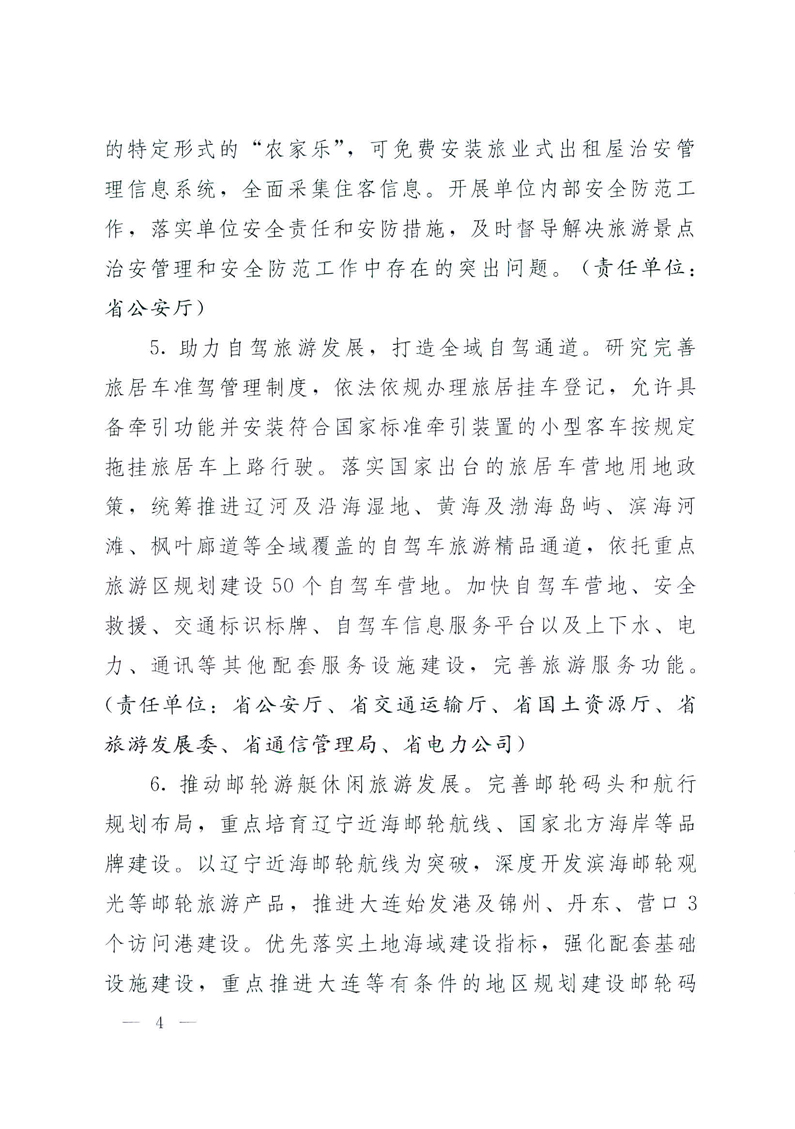 的特定形式的“农家乐”，可免费安装旅业式出租屋治安管
理信息系统，全面采集住客信息。开展单位内部安全防范工
作，落实单位安全责任和安防措施，及时督导解决旅游景点
治安管理和安全防范工作中存在的突出问题。（责任单位：
省公安厅）
5. 助力自驾旅游发展，打造全域自驾通道。研究完善
旅居车准驾管理制度，依法依规办理旅居挂车登记，允许具
备牵引功能并安装符合国家标准牵引装置的小型客车按规定
拖挂旅居车上路行驶。落实国家出台的旅居车营地用地政
策，统筹推进辽河及沿海湿地、黄海及渤海岛屿、滨海河
滩、枫叶廊道等全域覆盖的自驾车旅游精品通道，依托重点
旅游区规划建设 50 个自驾车营地。加快自驾车营地、安全
救援、交通标识标牌、自驾车信息服务平台以及上下水、电
力、通讯等其他配套服务设施建设，完善旅游服务功能。
（责任单位：省公安厅、省交通运输厅、省国土资源厅、省
旅游发展委、省通信管理局、省电力公司）
6. 推动邮轮游艇休闲旅游发展。完善邮轮码头和航行
规划布局，重点培育辽宁近海邮轮航线、国家北方海岸等品
牌建设。以辽宁近海邮轮航线为突破，深度开发滨海邮轮观
光等邮轮旅游产品，推进大连始发港及锦州、丹东、营口 3
个访问港建设。优先落实土地海域建设指标，强化配套基础
设施建设，重点推进大连等有条件的地区规划建设邮轮码
— 4 —